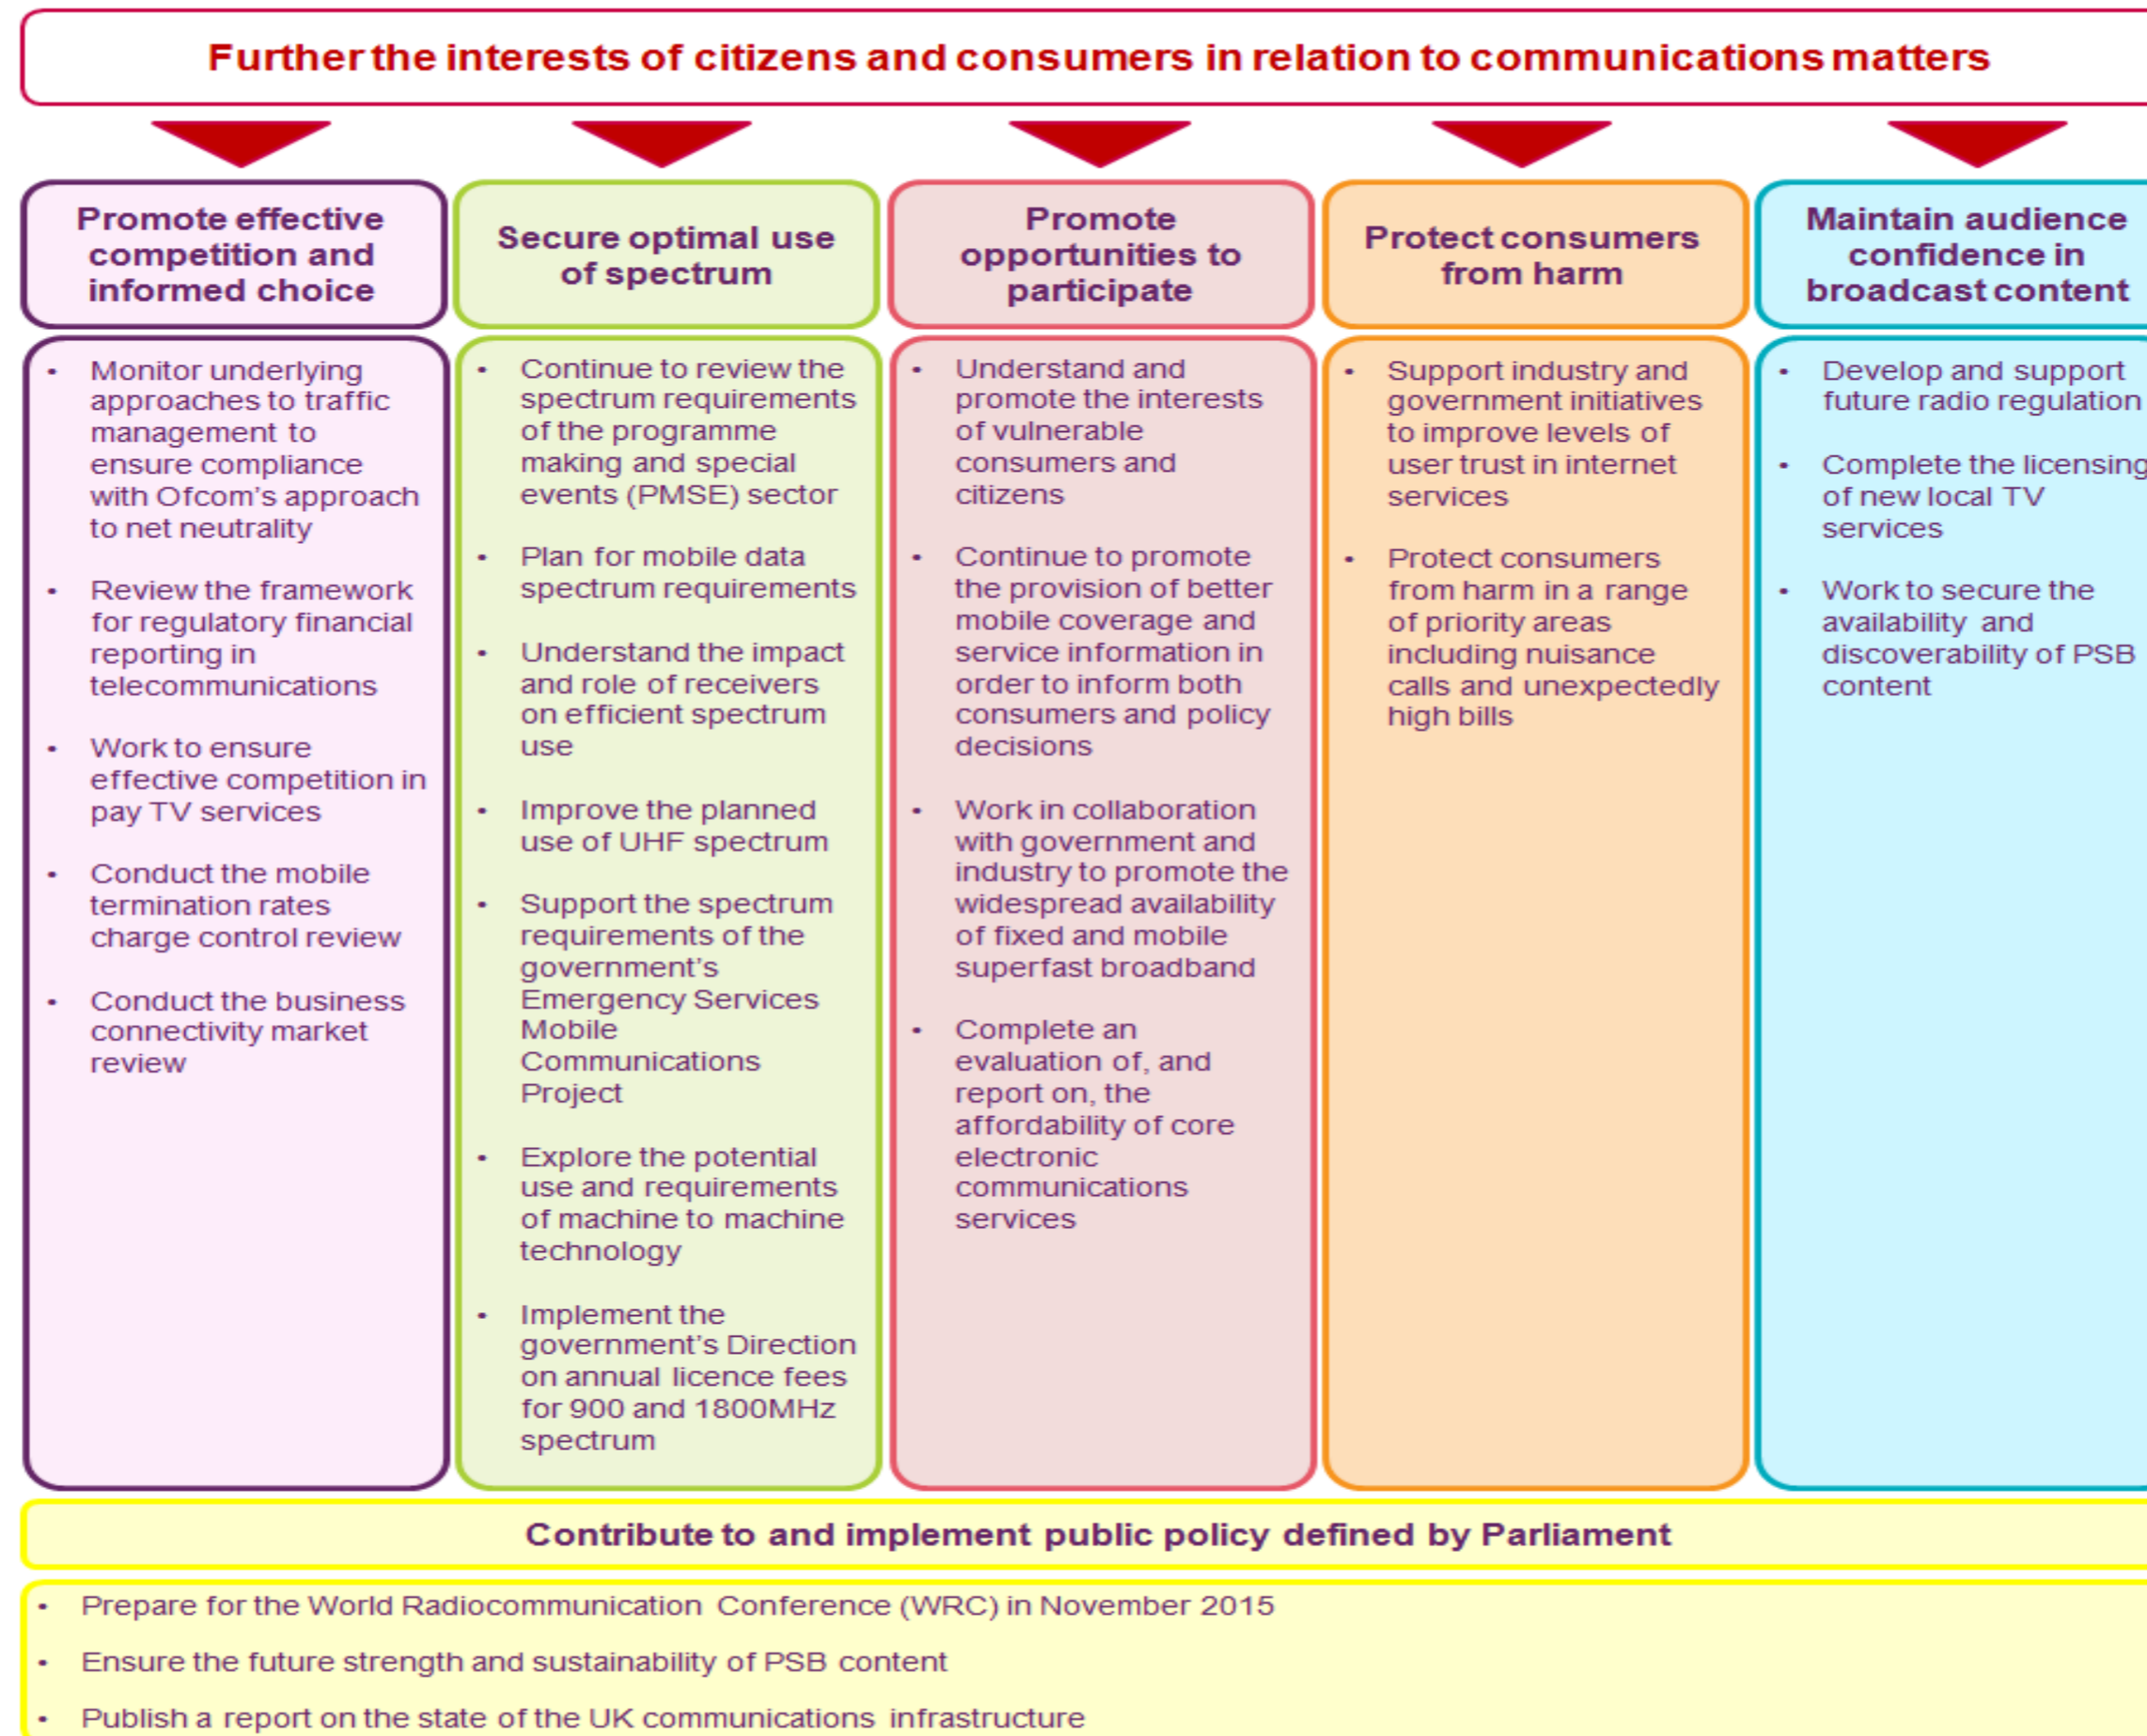 Further the interests of citizens and consumers in relation to communications matters
Promote effective
competition and
informed choice
• Monitor underlying
approaches to traffic
management to
ensure compliance
with Ofcom’s approach
to net neutrality
• Review the framework
for regulatory financial
reporting in
telecommunications
• Work to ensure
effective competition in
pay TV services
• Conduct the mobile
termination rates
charge control review
• Conduct the business
connectivity market
review
Secure optimal use
of spectrum
• Continue to review the
spectrum requirements
of the programme
making and special
events (PMSE) sector
• Plan for mobile data
spectrum requirements
• Understand the impact
and role of receivers
on efficient spectrum
use
• Improve the planned
use of UHF spectrum
• Support the spectrum
requirements of the
government’s
Emergency Services
Mobile
Communications
Project
• Explore the potential
use and requirements
of machine to machine
technology
• Implement the
government’s Direction
on annual licence fees
for 900 and 1800MHz
spectrum
Promote
opportunities to
participate
• Understand and
promote the interests
of vulnerable
consumers and
citizens
• Continue to promote
the provision of better
mobile coverage and
service information in
order to inform both
consumers and policy
decisions
• Work in collaboration
with government and
industry to promote the
widespread availability
of fixed and mobile
superfast broadband
• Complete an
evaluation of, and
report on, the
affordability of core
electronic
communications
services
Protect consumers
from harm
• Support industry and
government initiatives
to improve levels of
user trust in internet
services
• Protect consumers
from harm in a range
of priority areas
including nuisance
calls and unexpectedly
high bills
Maintain audience
confidence in
broadcast content
• Develop and support
future radio regulation
• Complete the licensing
of new local TV
services
• Work to secure the
availability and
discoverability of PSB
content
Contribute to and implement public policy defined by Parliament
• Prepare for the World Radiocommunication Conference (WRC) in November 2015
• Ensure the future strength and sustainability of PSB content
• Publish a report on the state of the UK communications infrastructure